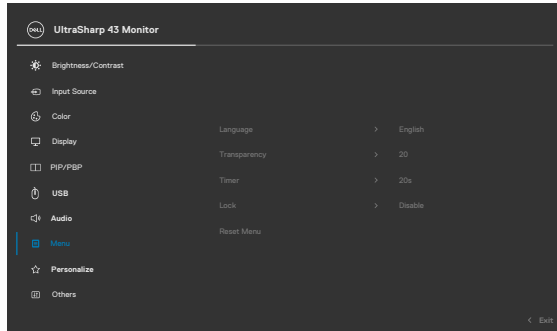 DELL UltraSharp 43 Monitor
Brightness/Contrast
Input Source
Color
Language > English
Display
Transparency > 20
PIP/PBP
Timer > 20s
USB
Lock > Disable
Audio
Reset Menu
Menu
Personalize
Others
< Exit